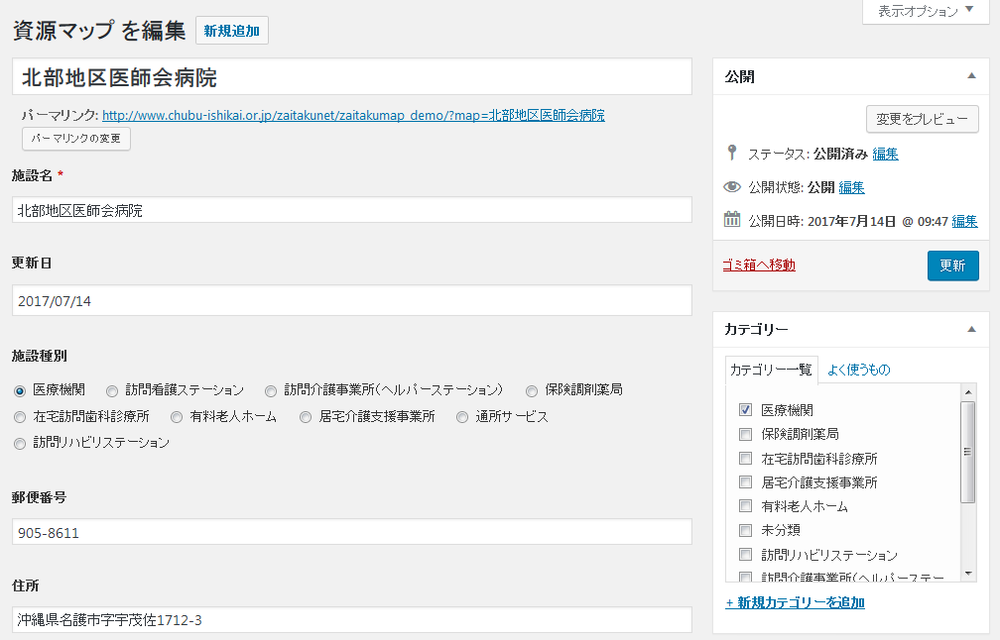 表示オプション ▼
資源マップ を編集 新規追加
北部地区医師会病院
パーマリンク: http://www.chubu-ishikai.or.jp/zaitakunet/zaitakumap_demo/?map=北部地区医師会病院
パーマリンクの変更
施設名 *
北部地区医師会病院
更新日
2017/07/14
施設種別
医療機関 訪問看護ステーション 訪問介護事業所(ヘルパーステーション) 保険調剤薬局
在宅訪問歯科診療所 有料老人ホーム 居宅介護支援事業所 通所サービス
訪問リハビリステーション
郵便番号
905-8611
住所
沖縄県名護市字宇茂佐1712-3
公開
変更をプレビュー
ステータス: 公開済み 編集
公開状態: 公開 編集
公開日時: 2017年7月14日 @ 09:47 編集
ゴミ箱へ移動 更新
カテゴリー
カテゴリー一覧 よく使うもの
医療機関
保険調剤薬局
在宅訪問歯科診療所
居宅介護支援事業所
有料老人ホーム
未分類
訪問リハビリステーション
訪問介護事業所(ヘルパーステー
+ 新規カテゴリーを追加